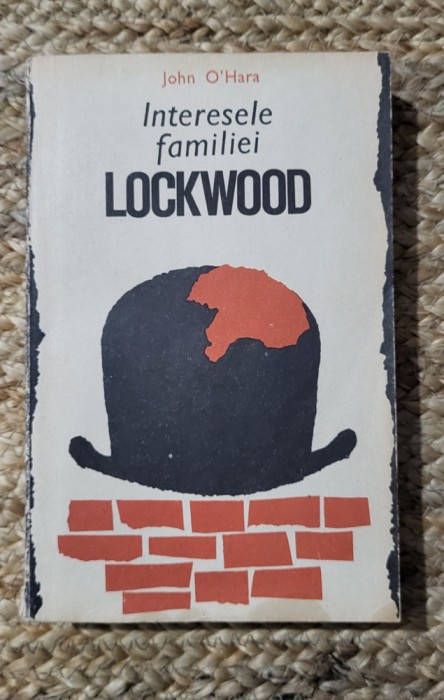 John O'Hara
Interesele
familiei
LOCKWOOD